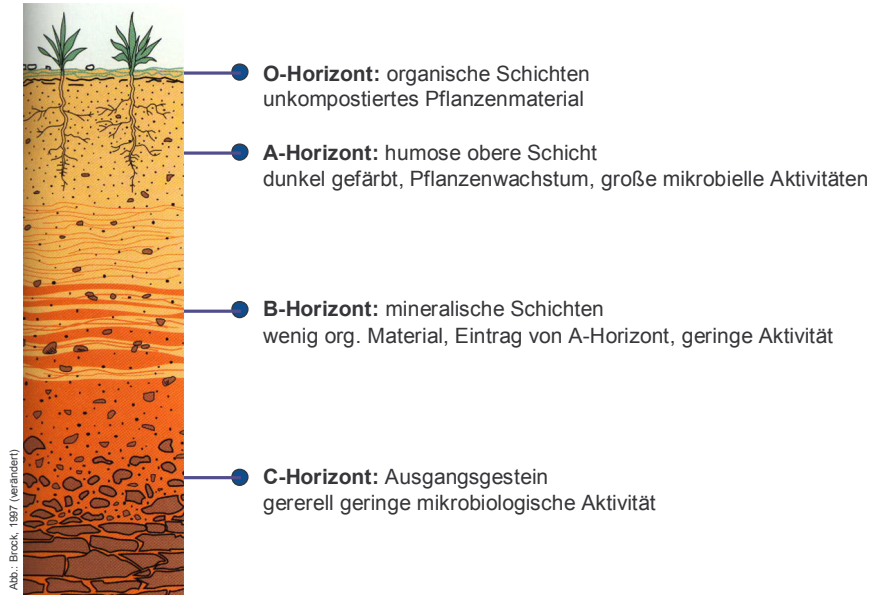 O-Horizont: organische Schichten
unkompostiertes Pflanzenmaterial
A-Horizont: humose obere Schicht
dunkel gefärbt, Pflanzenwachstum, große mikrobielle Aktivitäten
B-Horizont: mineralische Schichten
wenig org. Material, Eintrag von A-Horizont, geringe Aktivität
C-Horizont: Ausgangsgestein
gererell geringe mikrobiologische Aktivität
Abb.: Brock, 1997 (verändert)